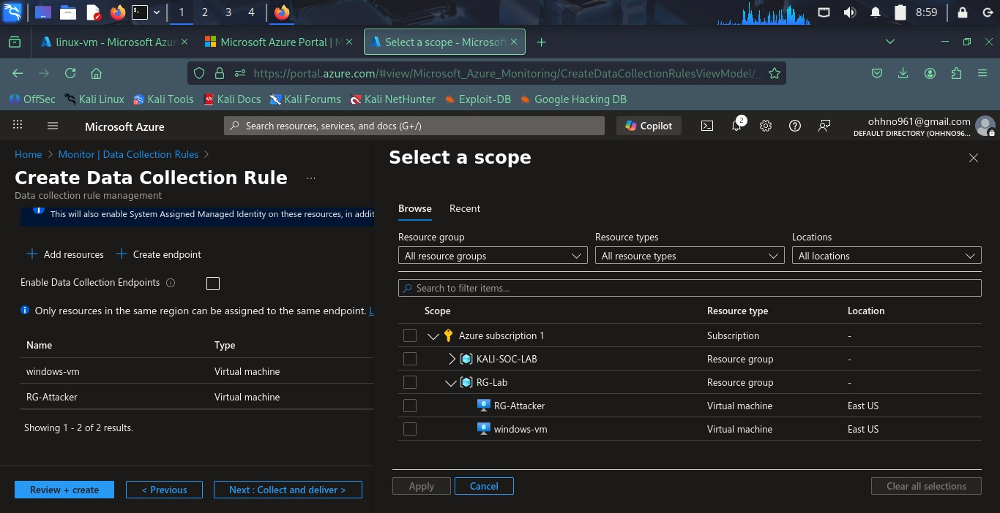 1 2 3 4 8:59
linux-vm - Microsoft Azur
Microsoft Azure Portal | M
Select a scope - Microsoft
https://portal.azure.com/#view/Microsoft_Azure_Monitoring/CreateDataCollectionRulesViewModel/_
OffSec Kali Linux Kali Tools Kali Docs Kali Forums Kali NetHunter Exploit-DB Google Hacking DB
Microsoft Azure
Search resources, services, and docs (G+/)
Copilot
2
ohhno961@gmail.com
DEFAULT DIRECTORY (OHHNO96...
Home > Monitor | Data Collection Rules >
Create Data Collection Rule ...
Data collection rule management
This will also enable System Assigned Managed Identity on these resources, in addit
+ Add resources + Create endpoint
Enable Data Collection Endpoints
Only resources in the same region can be assigned to the same endpoint. L
Name Type
windows-vm Virtual machine
RG-Attacker Virtual machine
Showing 1 - 2 of 2 results.
Review + create < Previous Next : Collect and deliver >
Select a scope
Browse Recent
Resource group Resource types Locations
All resource groups All resource types All locations
Search to filter items...
Scope Resource type Location
Azure subscription 1 Subscription -
KALI-SOC-LAB Resource group -
RG-Lab Resource group -
RG-Attacker Virtual machine East US
windows-vm Virtual machine East US
Apply Cancel Clear all selections